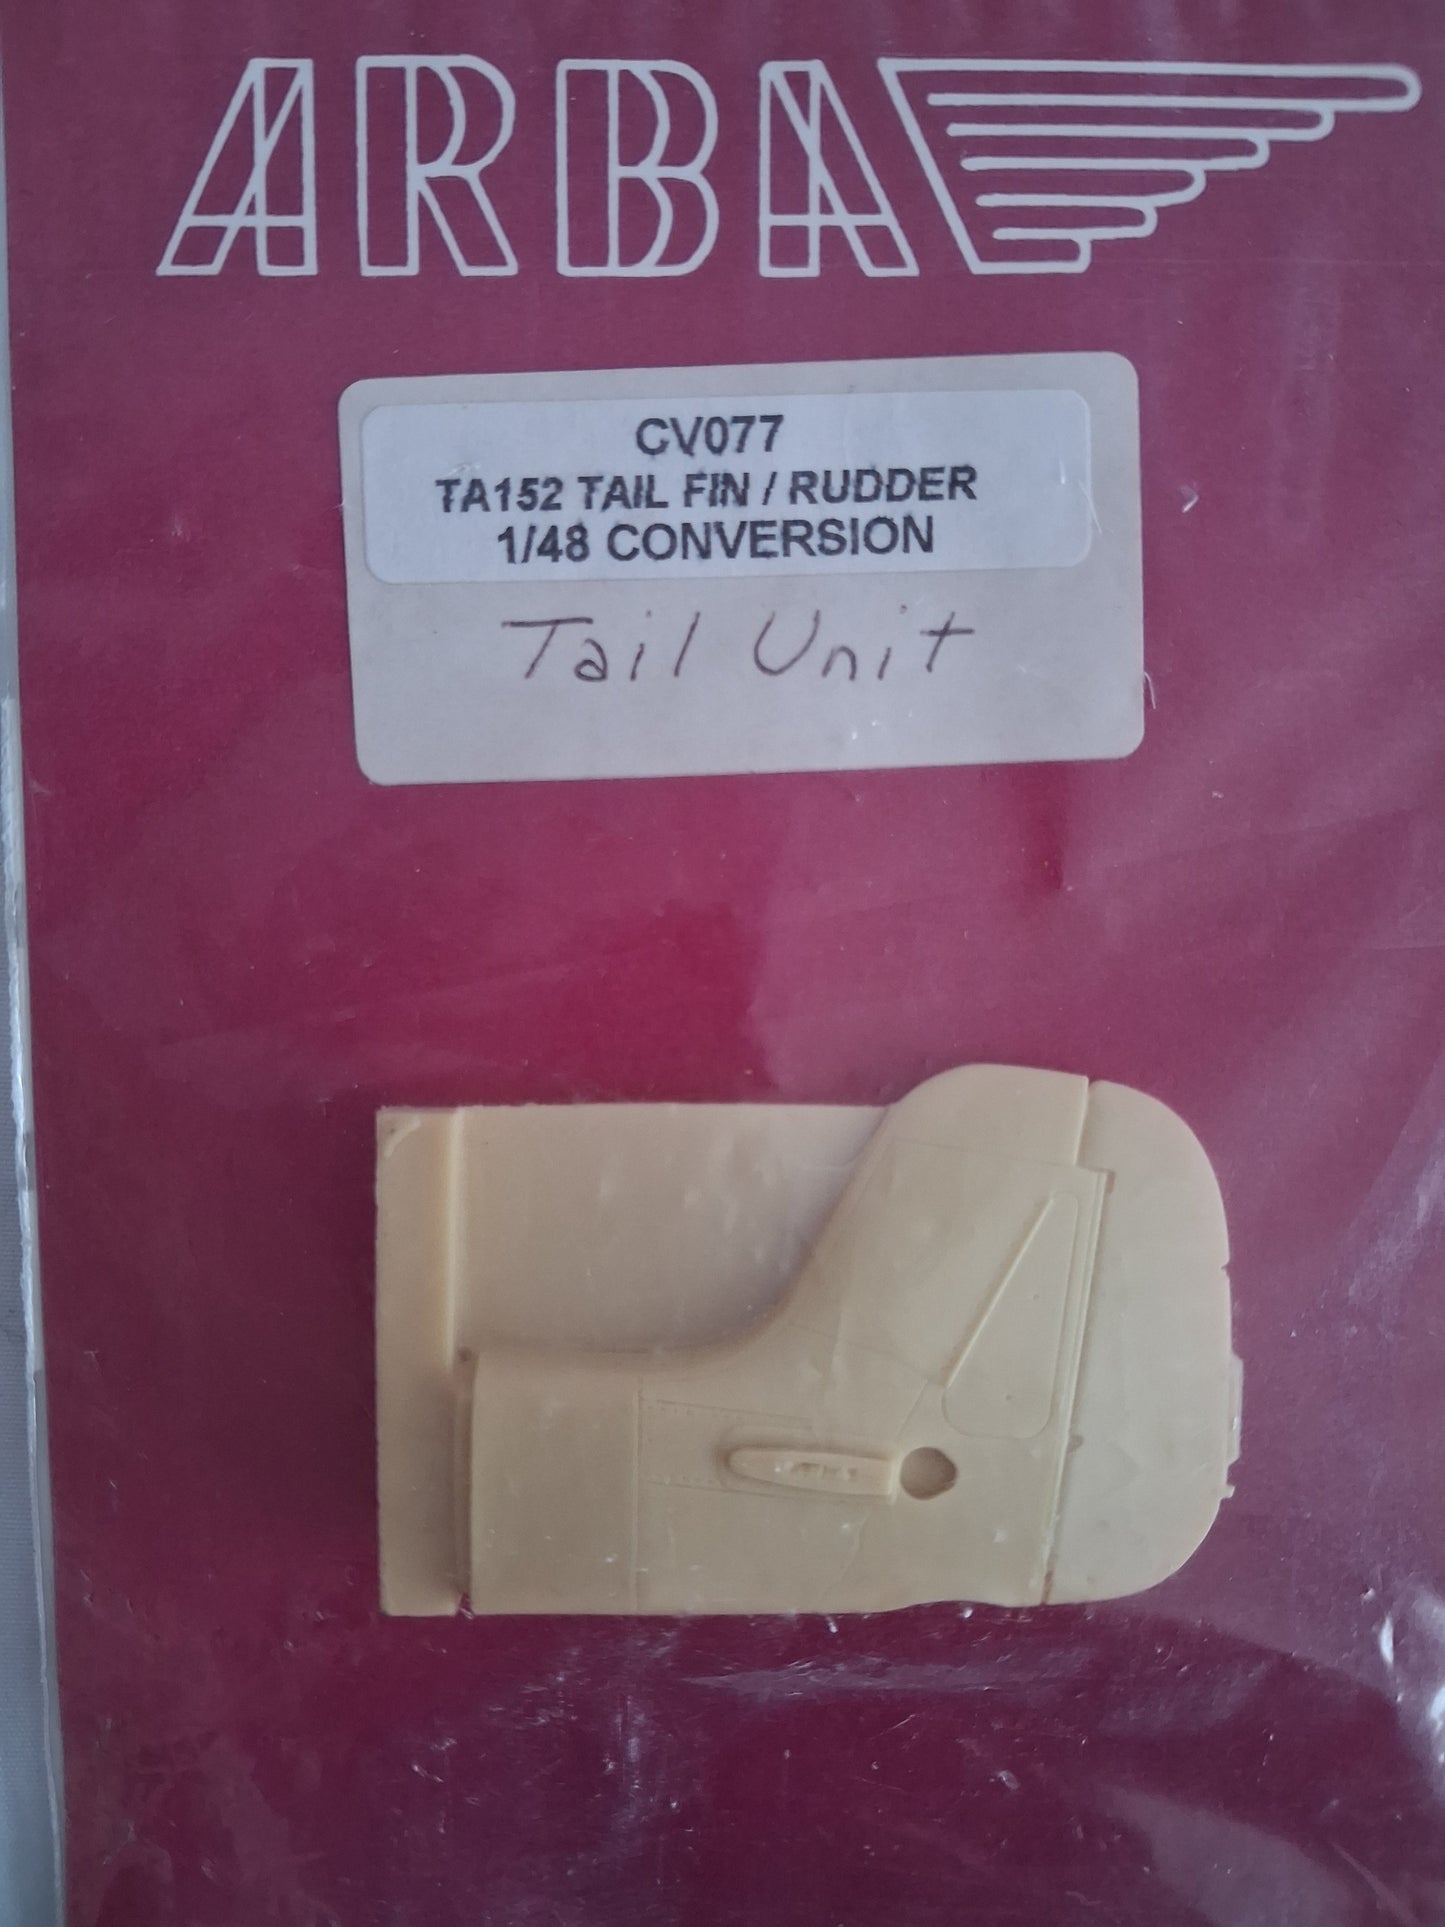 ARBA
CV077
TA152 TAIL FIN / RUDDER
1/48 CONVERSION
Tail Unit